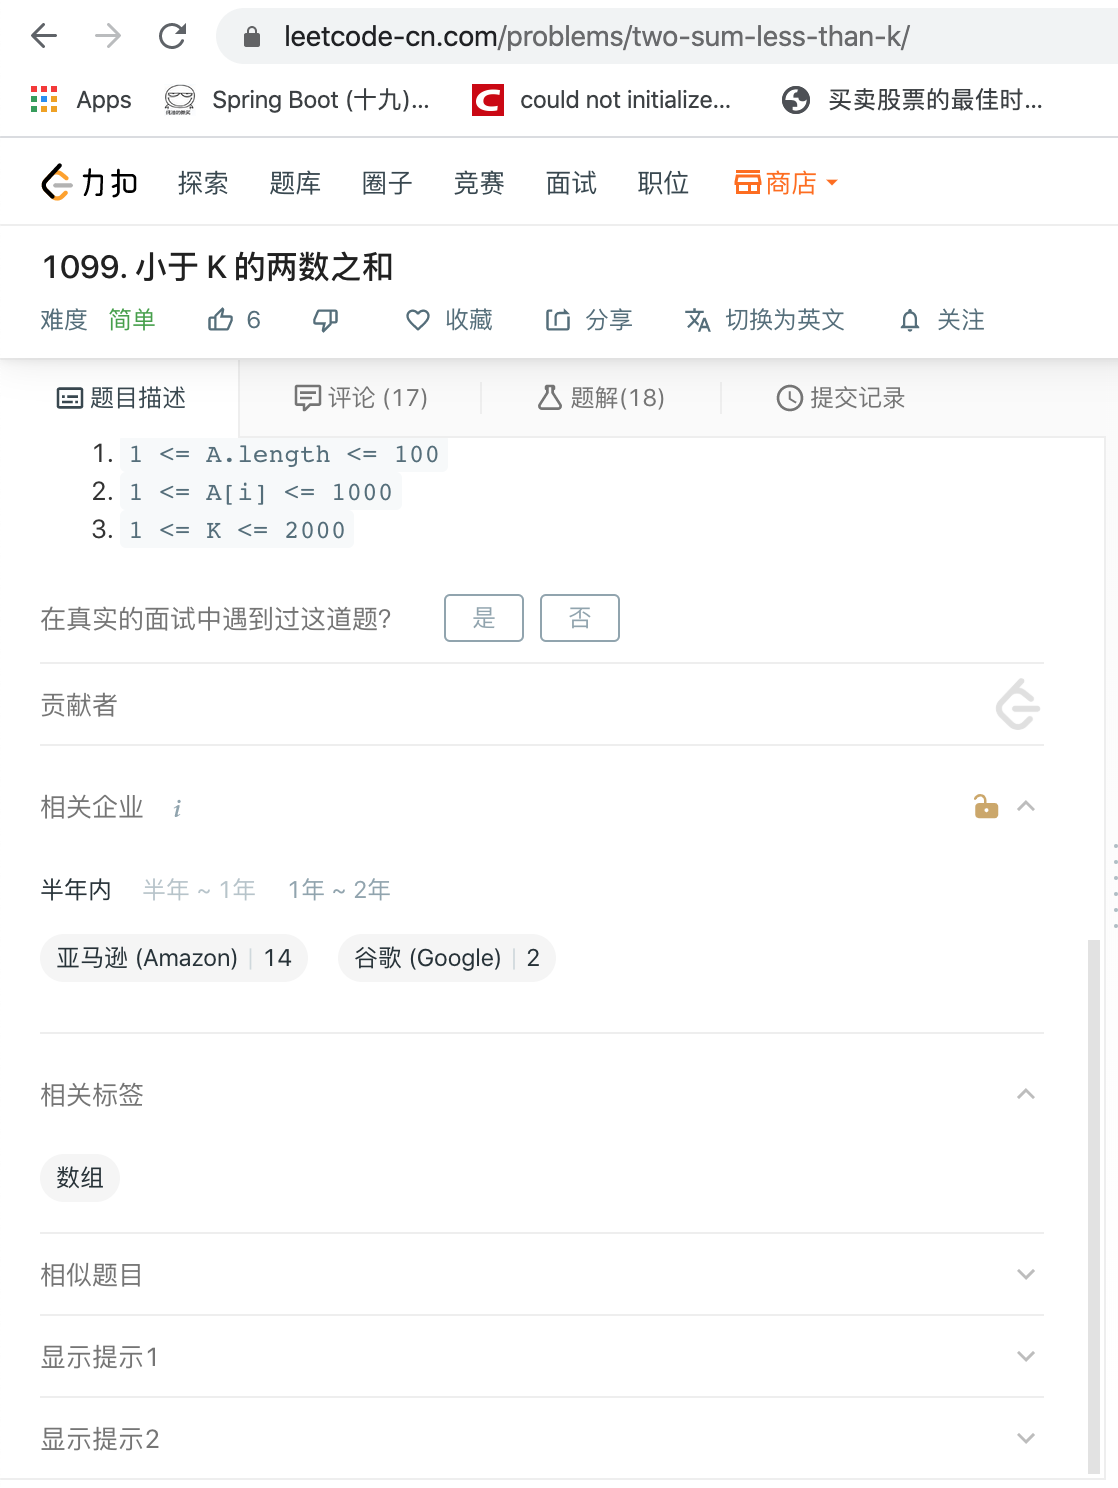 leetcode-cn.com/problems/two-sum-less-than-k/
Apps Spring Boot (十九)... could not initialize... 买卖股票的最佳时...
力扣 探索 题库 圈子 竞赛 面试 职位 商店
1099. 小于 K 的两数之和
难度 简单 6 收藏 分享 切换为英文 关注
题目描述 评论 (17) 题解(18) 提交记录
1. 1 <= A.length <= 100
2. 1 <= A[i] <= 1000
3. 1 <= K <= 2000
在真实的面试中遇到过这道题? 是 否
贡献者
相关企业 i
半年内 半年 ~ 1年 1年 ~ 2年
亚马逊 (Amazon) | 14 谷歌 (Google) | 2
相关标签
数组
相似题目
显示提示1
显示提示2